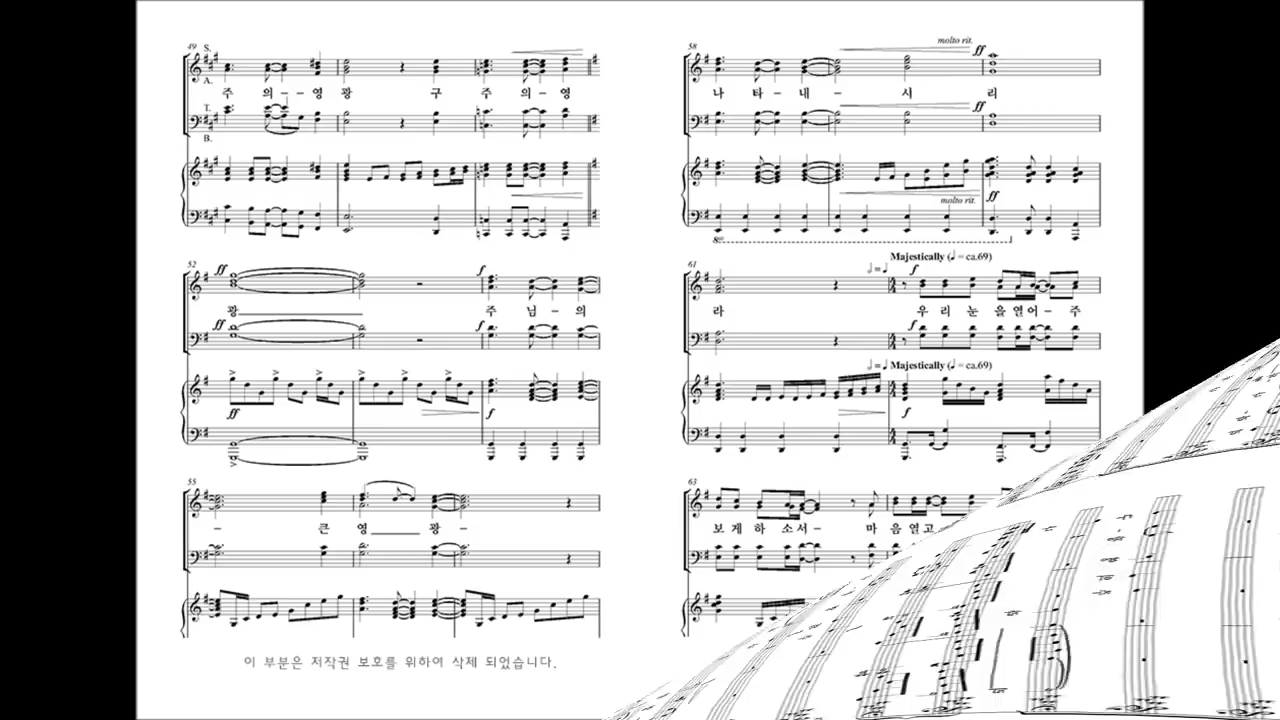 49
S.
A.
주 의 - - 영 광 구 주 의 - 영
T.
B.
52
ff
f
광 주 님 - 의
ff
f
ff
f
55
- 큰 영 광 -
이 부분은 저작권 보호를 위하여 삭제 되었습니다.
58
molto rit.
ff
나 타 - 내 - 시 리
ff
molto rit.
ff
8
61
Majestically (♩ = ca.69)
f
라 우 리 눈 을 열 어 - 주
f
Majestically (♩ = ca.69)
f
63
보 게 하 소 서 - 마 음 열 고